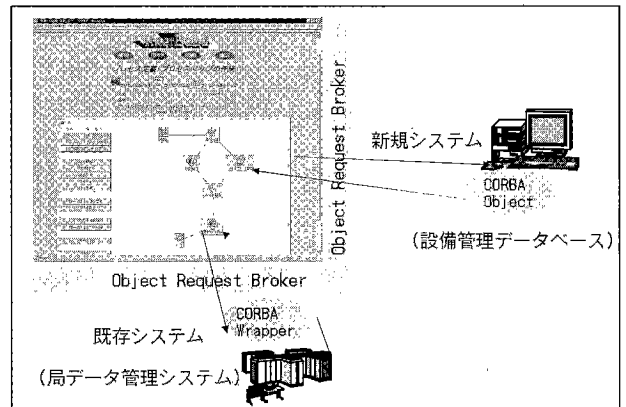 Object Request Broker
新規システム
CORBA
Object
(設備管理データベース)
Object Request Broker
CORBA
Wrapper
既存システム
(局データ管理システム)